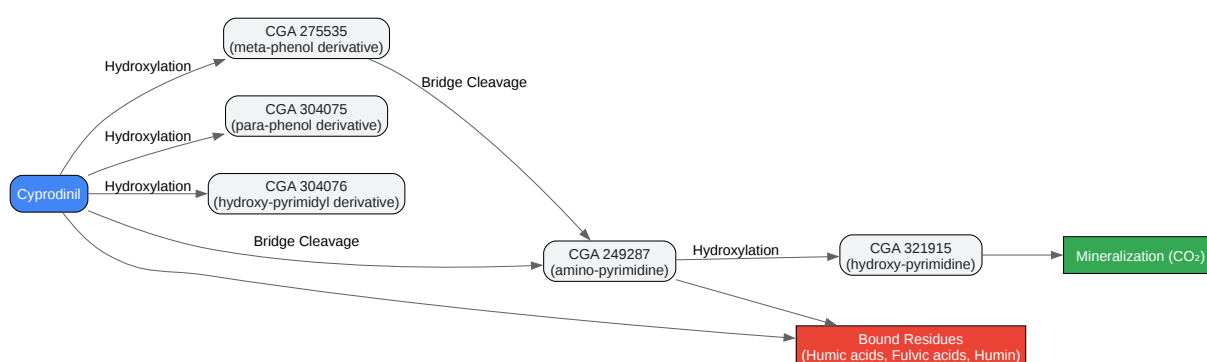 CGA 275535
(meta-phenol derivative)
Hydroxylation
Bridge Cleavage
CGA 304075
(para-phenol derivative)
Hydroxylation
Cyprodinil
Hydroxylation
CGA 304076
(hydroxy-pyrimidyl derivative)
Bridge Cleavage
CGA 249287
(amino-pyrimidine)
Hydroxylation
CGA 321915
(hydroxy-pyrimidine)
Mineralization (CO₂)
Bound Residues
(Humic acids, Fulvic acids, Humin)